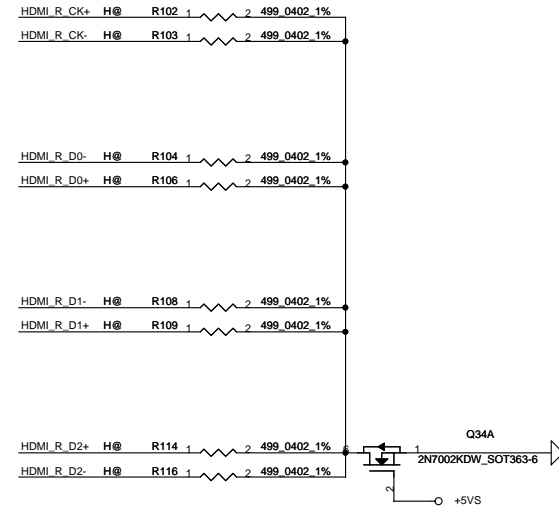 HDMI_R_CK+ H@ R102 1 2 499_0402_1%
HDMI_R_CK- H@ R103 1 2 499_0402_1%
HDMI_R_D0- H@ R104 1 2 499_0402_1%
HDMI_R_D0+ H@ R106 1 2 499_0402_1%
HDMI_R_D1- H@ R108 1 2 499_0402_1%
HDMI_R_D1+ H@ R109 1 2 499_0402_1%
Q34A
HDMI_R_D2+ H@ R114 1 2 499_0402_1% 6 1
2N7002KDW_SOT363-6
HDMI_R_D2- H@ R116 1 2 499_0402_1%
2
+5VS